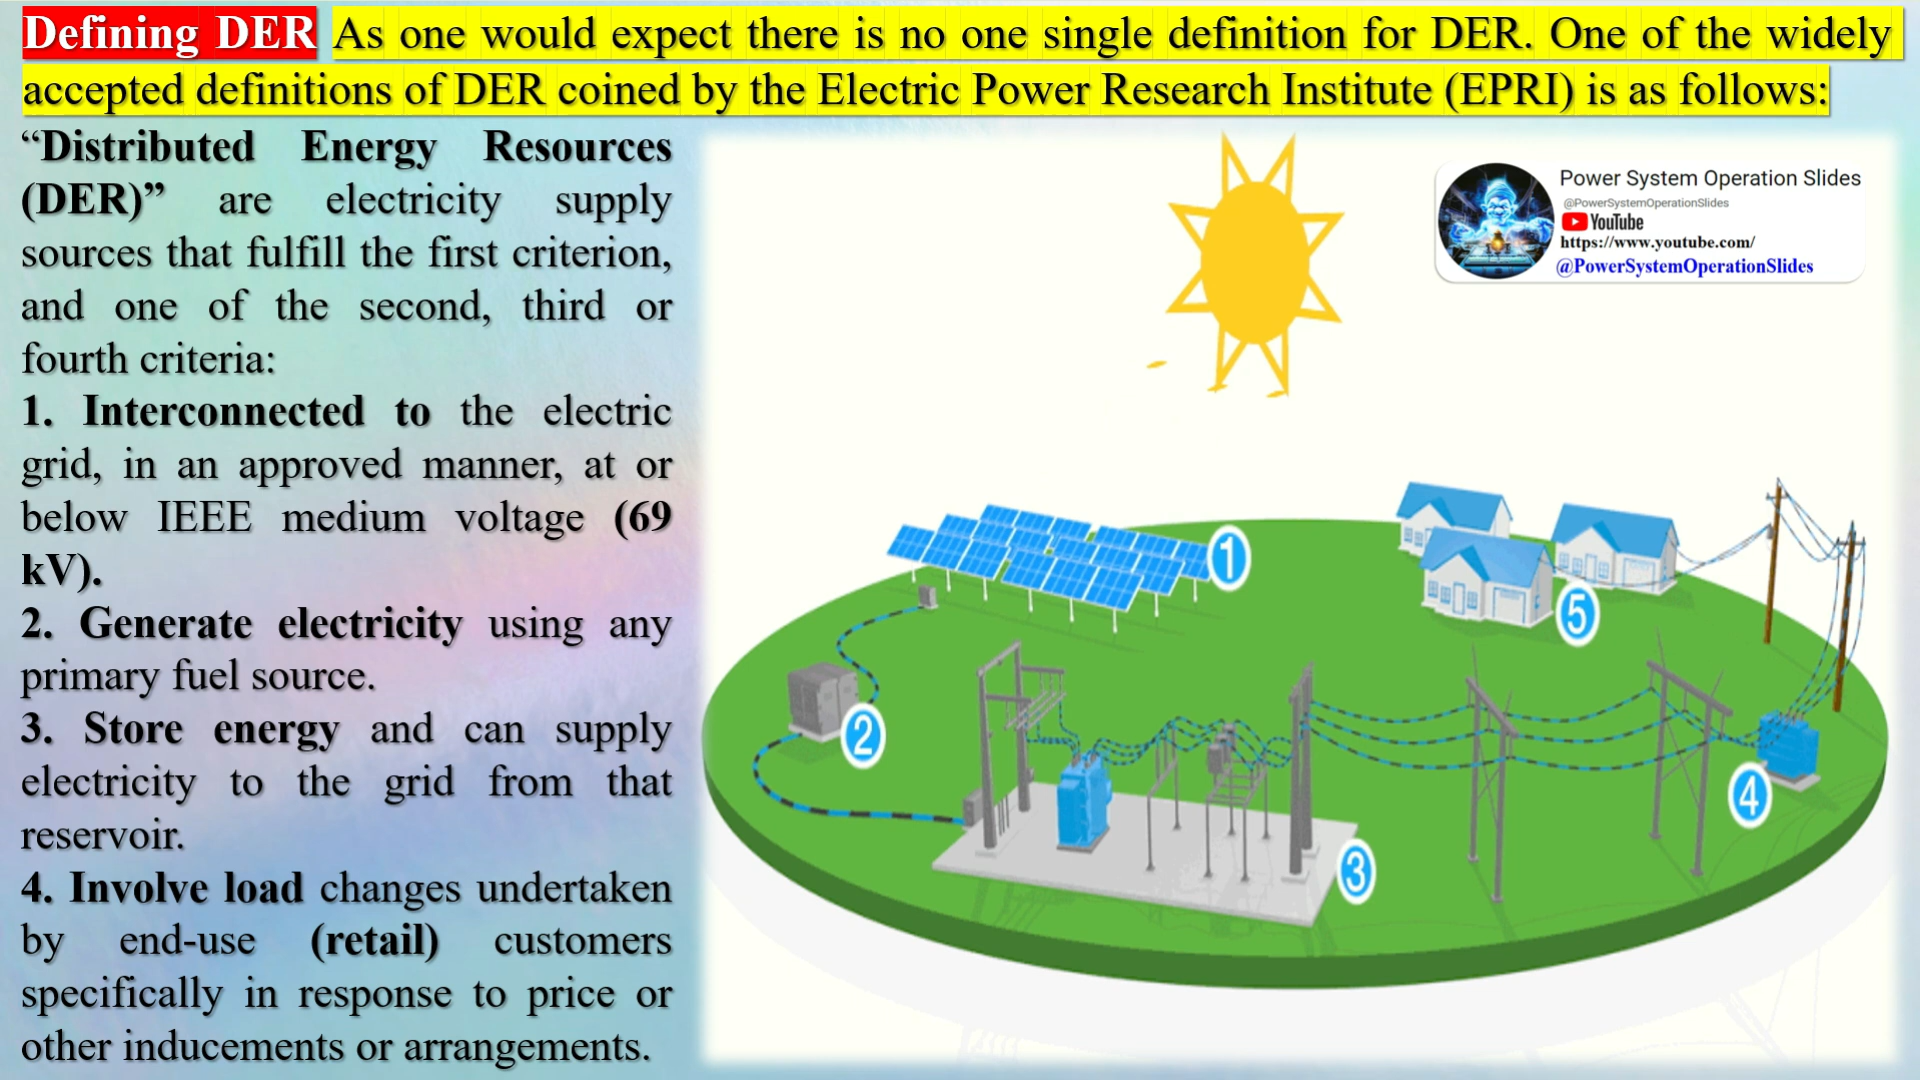 Defining DER As one would expect there is no one single definition for DER. One of the widely
accepted definitions of DER coined by the Electric Power Research Institute (EPRI) is as follows:
“Distributed Energy Resources
(DER)” are electricity supply
sources that fulfill the first criterion,
and one of the second, third or
fourth criteria:
1. Interconnected to the electric
grid, in an approved manner, at or
below IEEE medium voltage (69
kV).
2. Generate electricity using any
primary fuel source.
3. Store energy and can supply
electricity to the grid from that
reservoir.
4. Involve load changes undertaken
by end-use (retail) customers
specifically in response to price or
other inducements or arrangements.
Power System Operation Slides
@PowerSystemOperationSlides
YouTube
https://www.youtube.com/
@PowerSystemOperationSlides
1
5
2
4
3